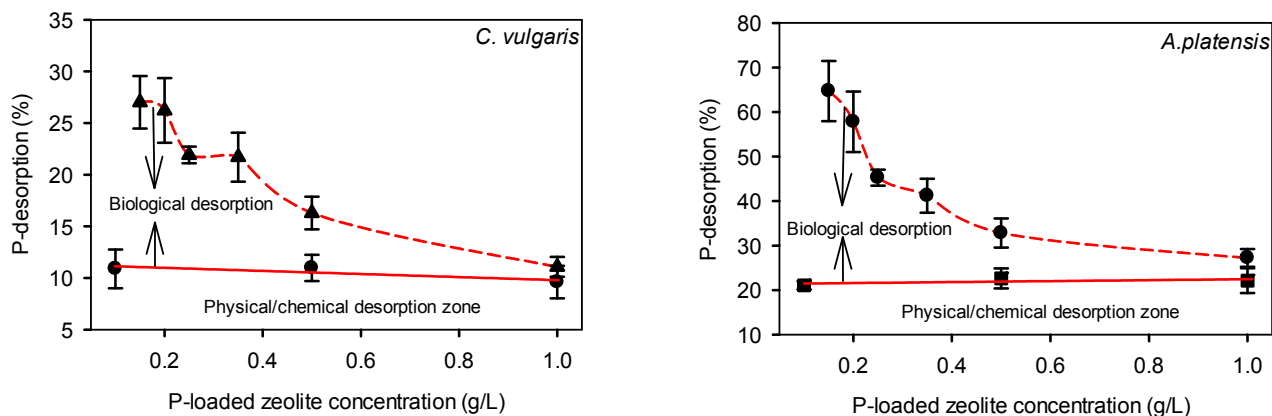 C. vulgaris
35
30
25
20
15
10
5
P-desorption (%)
Biological desorption
Physical/chemical desorption zone
0.2 0.4 0.6 0.8 1.0
P-loaded zeolite concentration (g/L)
A.platensis
80
70
60
50
40
30
20
10
P-desorption (%)
Biological desorption
Physical/chemical desorption zone
0.2 0.4 0.6 0.8 1.0
P-loaded zeolite concentration (g/L)